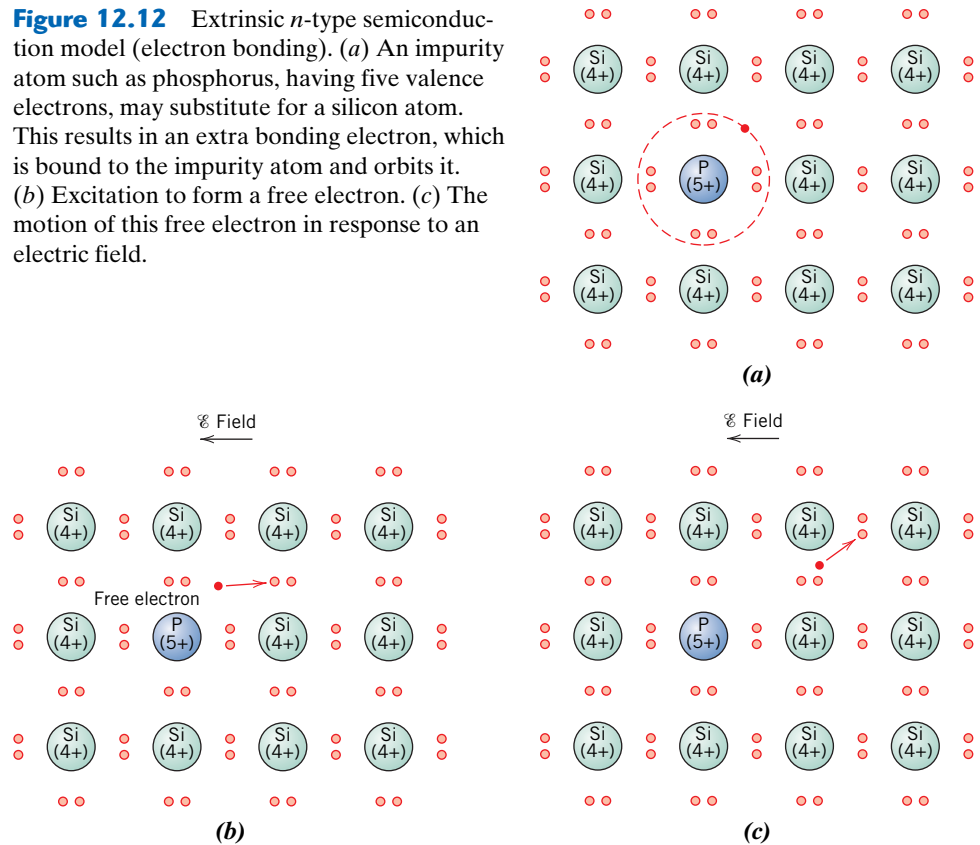 Figure 12.12 Extrinsic n-type semiconduc-
tion model (electron bonding). (a) An impurity
atom such as phosphorus, having five valence
electrons, may substitute for a silicon atom.
This results in an extra bonding electron, which
is bound to the impurity atom and orbits it.
(b) Excitation to form a free electron. (c) The
motion of this free electron in response to an
electric field.
Si Si Si Si
(4+) (4+) (4+) (4+)
Si P Si Si
(4+) (5+) (4+) (4+)
Si Si Si Si
(4+) (4+) (4+) (4+)
(a)
ℰ Field
Si Si Si Si
(4+) (4+) (4+) (4+)
Free electron
Si P Si Si
(4+) (5+) (4+) (4+)
Si Si Si Si
(4+) (4+) (4+) (4+)
(b)
ℰ Field
Si Si Si Si
(4+) (4+) (4+) (4+)
Si P Si Si
(4+) (5+) (4+) (4+)
Si Si Si Si
(4+) (4+) (4+) (4+)
(c)